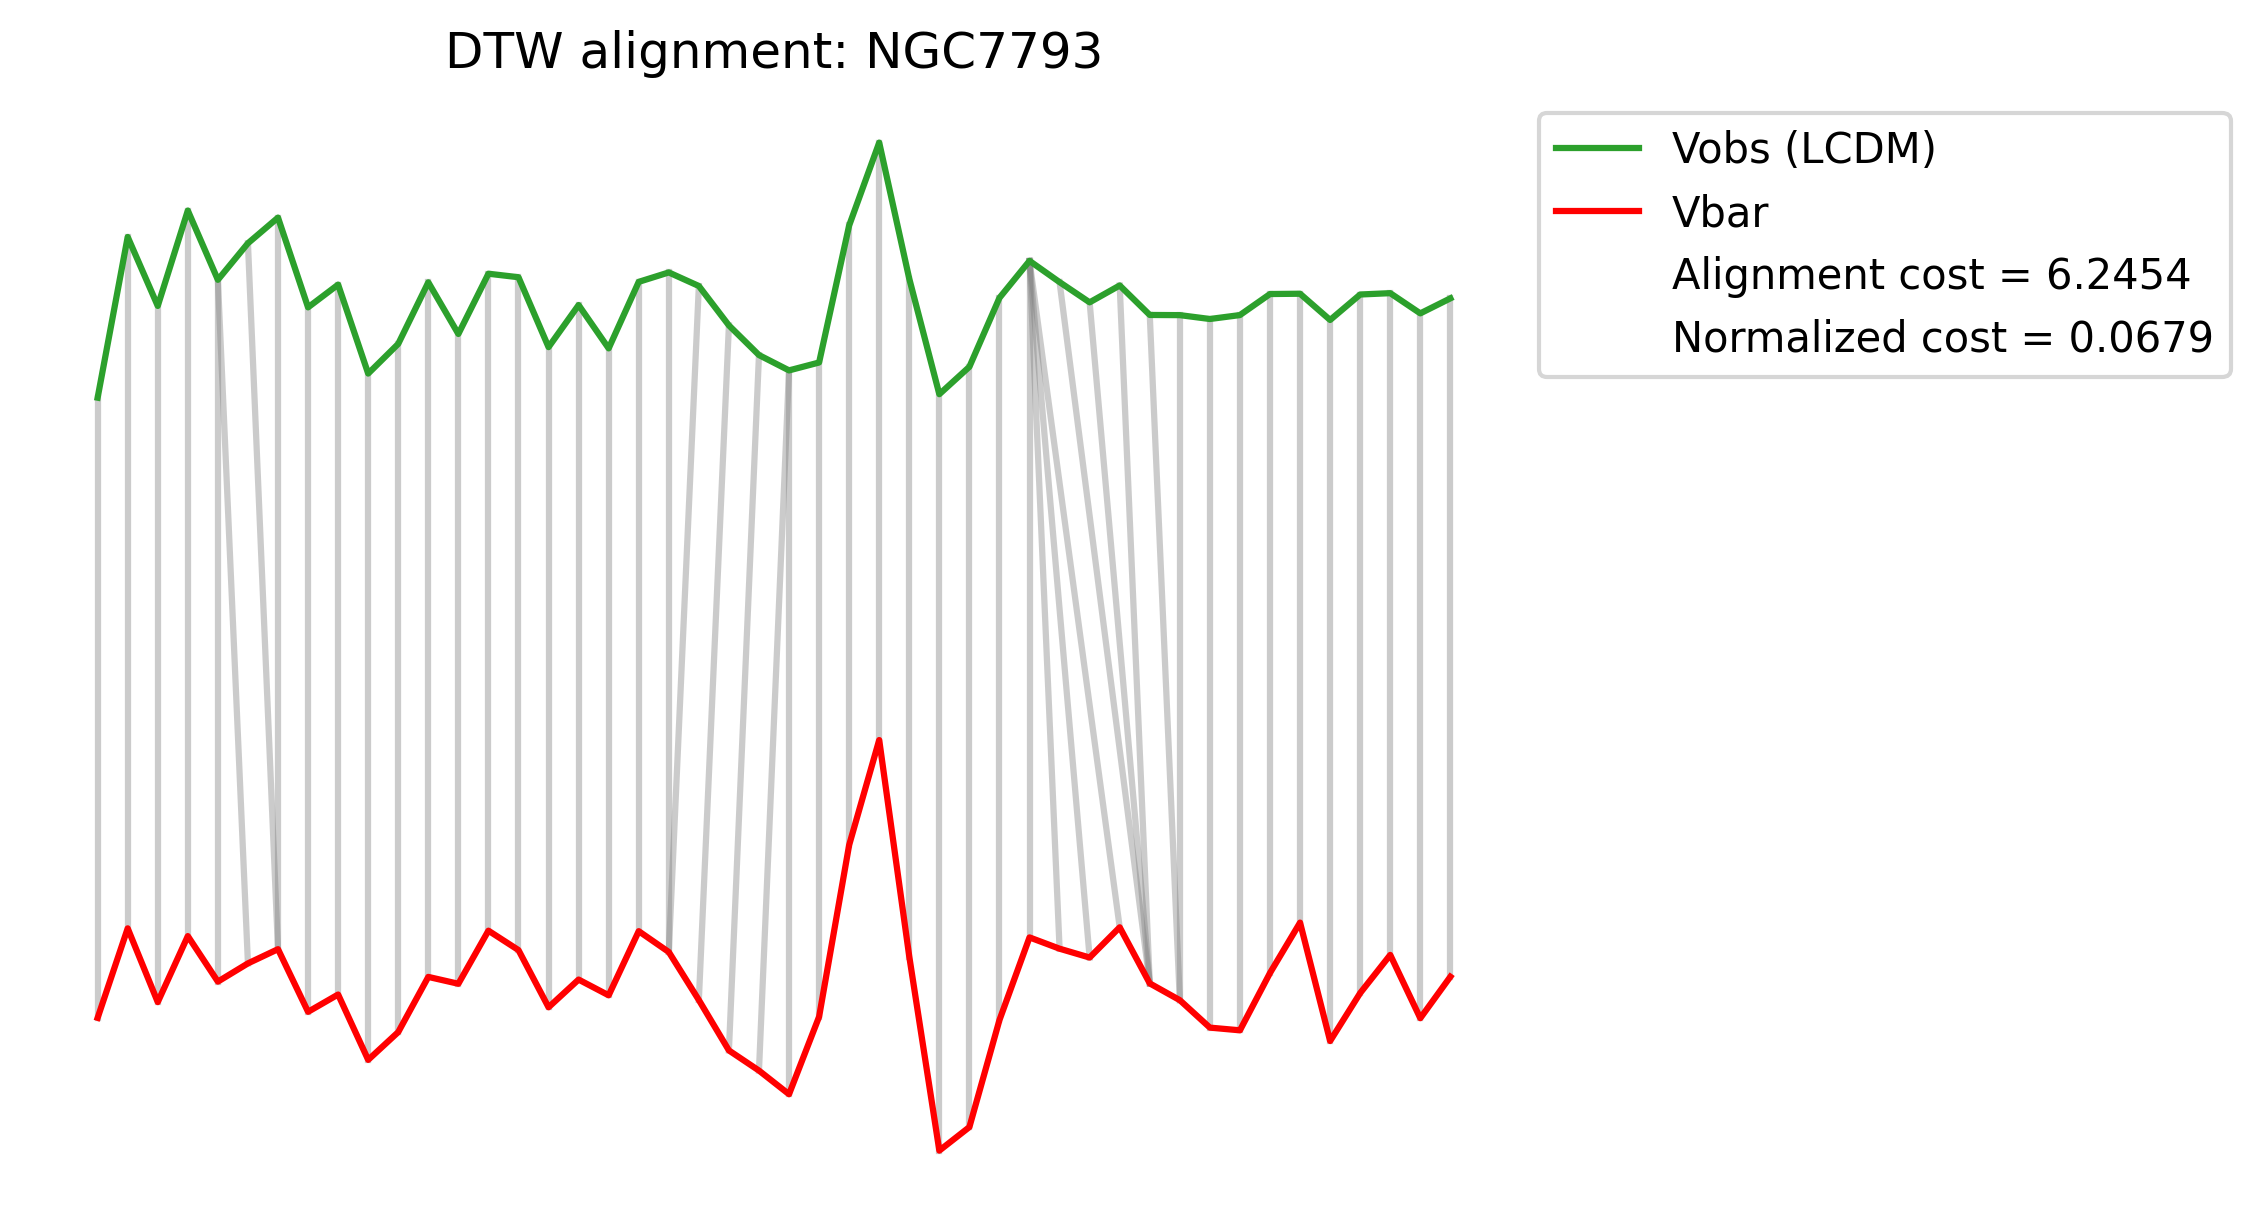 DTW alignment: NGC7793
Vobs (LCDM)
Vbar
Alignment cost = 6.2454
Normalized cost = 0.0679